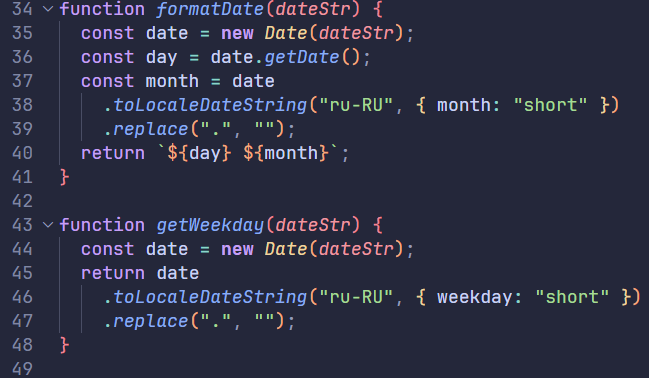 34 function formatDate(dateStr) {
35   const date = new Date(dateStr);
36   const day = date.getDate();
37   const month = date
38     .toLocaleDateString("ru-RU", { month: "short" })
39     .replace(".", "");
40   return `${day} ${month}`;
41 }
42
43 function getWeekday(dateStr) {
44   const date = new Date(dateStr);
45   return date
46     .toLocaleDateString("ru-RU", { weekday: "short" })
47     .replace(".", "");
48 }
49